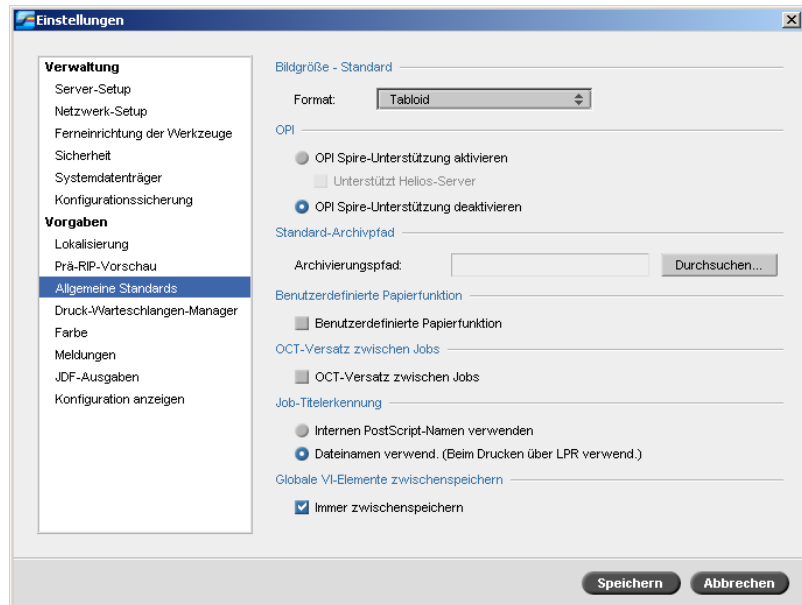 Einstellungen
Verwaltung
Server-Setup
Netzwerk-Setup
Ferneinrichtung der Werkzeuge
Sicherheit
Systemdatenträger
Konfigurationssicherung
Vorgaben
Lokalisierung
Prä-RIP-Vorschau
Allgemeine Standards
Druck-Warteschlangen-Manager
Farbe
Meldungen
JDF-Ausgaben
Konfiguration anzeigen
Bildgröße - Standard
Format: Tabloid
OPI
OPI Spire-Unterstützung aktivieren
Unterstützt Helios-Server
OPI Spire-Unterstützung deaktivieren
Standard-Archivpfad
Archivierungspfad: Durchsuchen...
Benutzerdefinierte Papierfunktion
Benutzerdefinierte Papierfunktion
OCT-Versatz zwischen Jobs
OCT-Versatz zwischen Jobs
Job-Titelerkennung
Internen PostScript-Namen verwenden
Dateinamen verwend. (Beim Drucken über LPR verwend.)
Globale VI-Elemente zwischenspeichern
Immer zwischenspeichern
Speichern Abbrechen